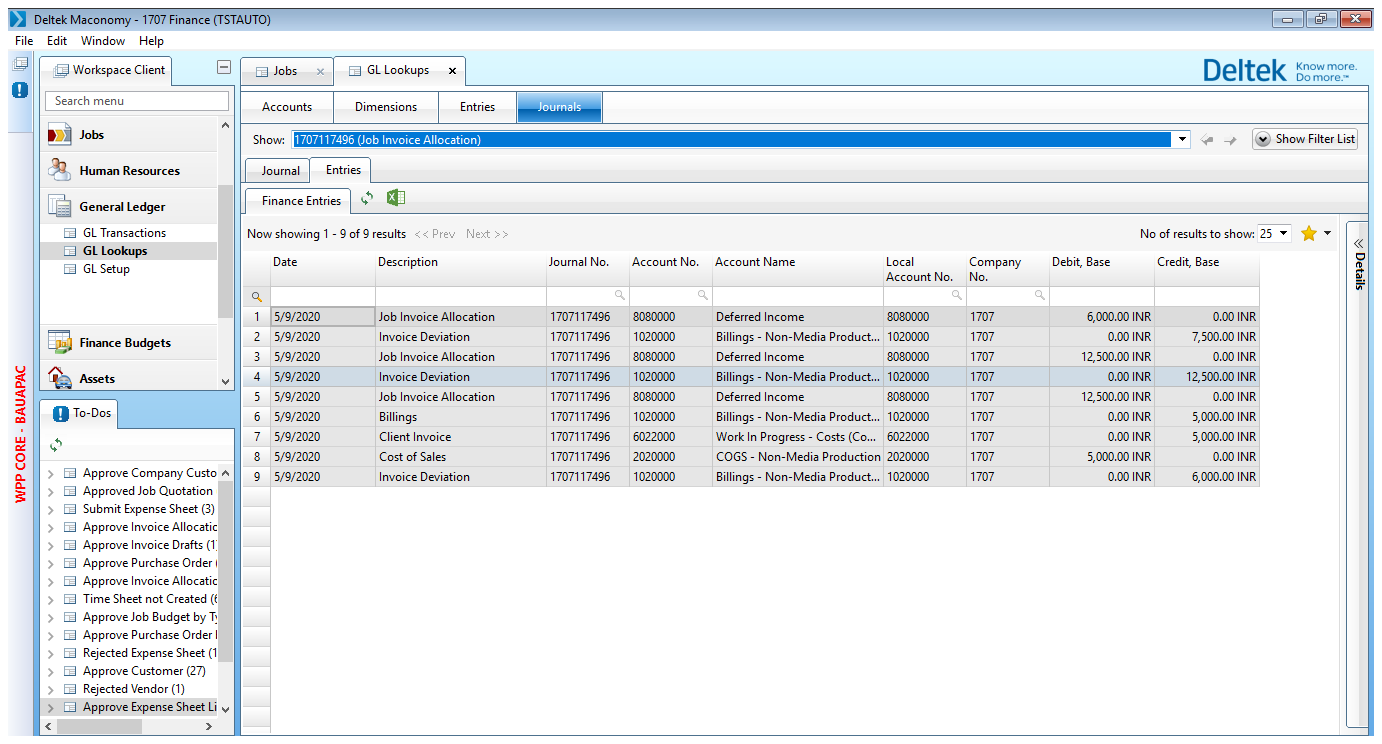 Deltek Maconomy - 1707 Finance (TSTAUTO)
File Edit Window Help
Workspace Client
Search menu
Jobs
Human Resources
General Ledger
GL Transactions
GL Lookups
GL Setup
Finance Budgets
Assets
WPP CORE - BAUAPAC
To-Dos
Approve Company Custo
Approved Job Quotation
Submit Expense Sheet (3)
Approve Invoice Allocatic
Approve Invoice Drafts (1
Approve Purchase Order (
Approve Invoice Allocatic
Time Sheet not Created (6
Approve Job Budget by Ty
Approve Purchase Order
Rejected Expense Sheet (1
Approve Customer (27)
Rejected Vendor (1)
Approve Expense Sheet Li
Jobs GL Lookups
Deltek Know more. Do more.™
Accounts Dimensions Entries Journals
Show: 1707117496 (Job Invoice Allocation) Show Filter List
Journal Entries
Finance Entries
Now showing 1 - 9 of 9 results << Prev Next >> No of results to show: 25
Date Description Journal No. Account No. Account Name Local Account No. Company No. Debit, Base Credit, Base
1 5/9/2020 Job Invoice Allocation 1707117496 8080000 Deferred Income 8080000 1707 6,000.00 INR 0.00 INR
2 5/9/2020 Invoice Deviation 1707117496 1020000 Billings - Non-Media Product... 1020000 1707 0.00 INR 7,500.00 INR
3 5/9/2020 Job Invoice Allocation 1707117496 8080000 Deferred Income 8080000 1707 12,500.00 INR 0.00 INR
4 5/9/2020 Invoice Deviation 1707117496 1020000 Billings - Non-Media Product... 1020000 1707 0.00 INR 12,500.00 INR
5 5/9/2020 Job Invoice Allocation 1707117496 8080000 Deferred Income 8080000 1707 12,500.00 INR 0.00 INR
6 5/9/2020 Billings 1707117496 1020000 Billings - Non-Media Product... 1020000 1707 0.00 INR 5,000.00 INR
7 5/9/2020 Client Invoice 1707117496 6022000 Work In Progress - Costs (Co... 6022000 1707 0.00 INR 5,000.00 INR
8 5/9/2020 Cost of Sales 1707117496 2020000 COGS - Non-Media Production 2020000 1707 5,000.00 INR 0.00 INR
9 5/9/2020 Invoice Deviation 1707117496 1020000 Billings - Non-Media Product... 1020000 1707 0.00 INR 6,000.00 INR
Details